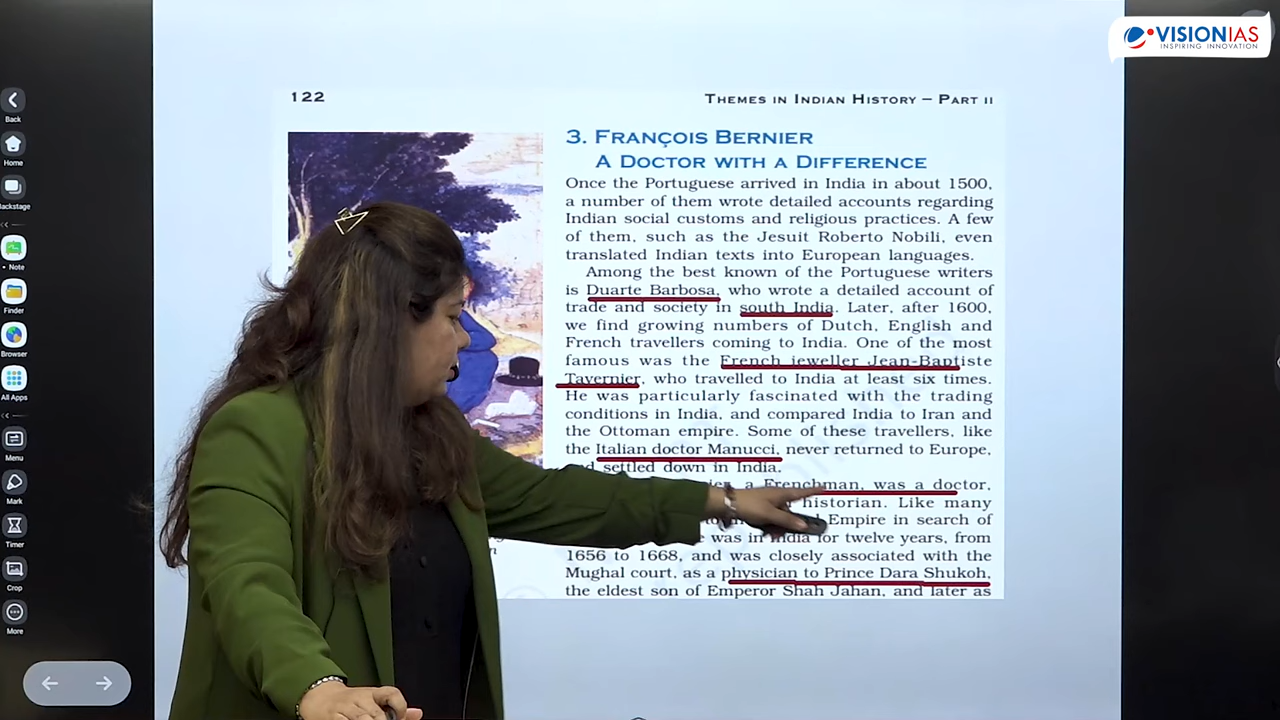 VISIONIAS
INSPIRING INNOVATION
Back
Home
Backstage
Note
Finder
Browser
All Apps
Menu
Mark
Timer
Crop
More
122
THEMES IN INDIAN HISTORY – PART II
3. FRANÇOIS BERNIER
A DOCTOR WITH A DIFFERENCE
Once the Portuguese arrived in India in about 1500,
a number of them wrote detailed accounts regarding
Indian social customs and religious practices. A few
of them, such as the Jesuit Roberto Nobili, even
translated Indian texts into European languages.
Among the best known of the Portuguese writers
is Duarte Barbosa, who wrote a detailed account of
trade and society in south India. Later, after 1600,
we find growing numbers of Dutch, English and
French travellers coming to India. One of the most
famous was the French jeweller Jean-Baptiste
Tavernier, who travelled to India at least six times.
He was particularly fascinated with the trading
conditions in India, and compared India to Iran and
the Ottoman empire. Some of these travellers, like
the Italian doctor Manucci, never returned to Europe,
and settled down in India.
a Frenchman, was a doctor,
historian. Like many
Empire in search of
was in India for twelve years, from
1656 to 1668, and was closely associated with the
Mughal court, as a physician to Prince Dara Shukoh,
the eldest son of Emperor Shah Jahan, and later as